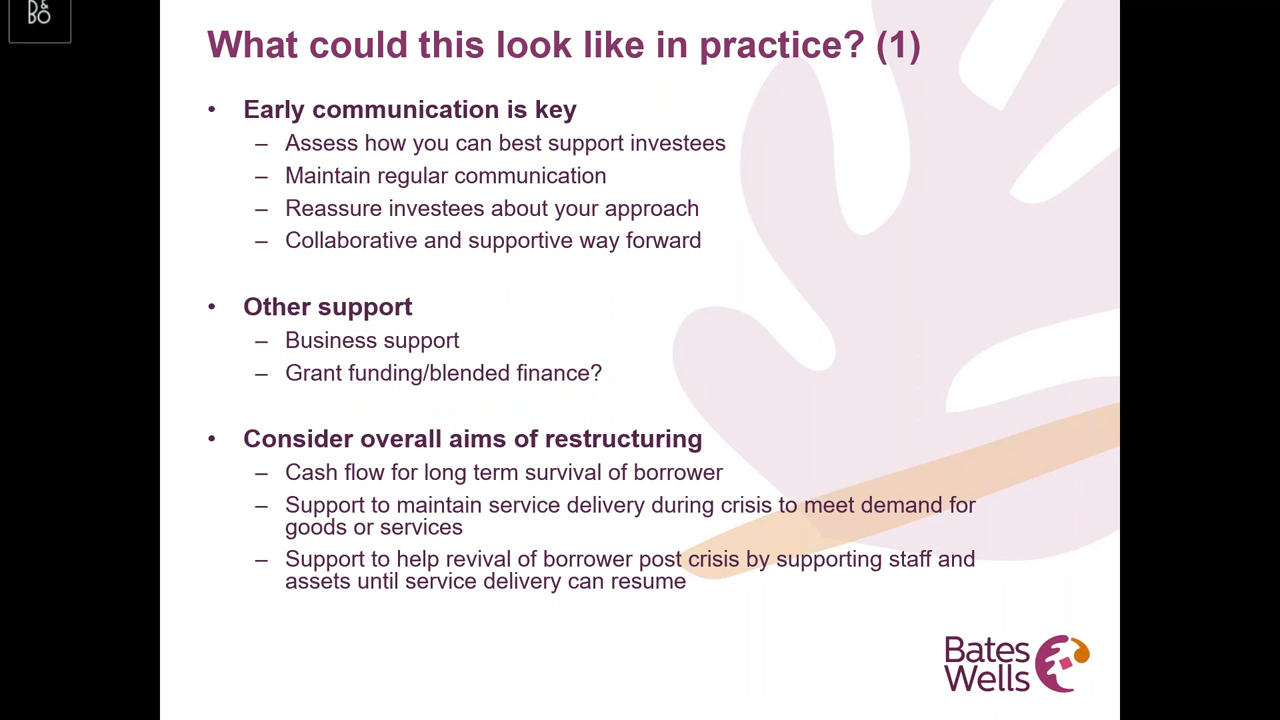 D&
BO
What could this look like in practice? (1)
• Early communication is key
– Assess how you can best support investees
– Maintain regular communication
– Reassure investees about your approach
– Collaborative and supportive way forward
• Other support
– Business support
– Grant funding/blended finance?
• Consider overall aims of restructuring
– Cash flow for long term survival of borrower
– Support to maintain service delivery during crisis to meet demand for
goods or services
– Support to help revival of borrower post crisis by supporting staff and
assets until service delivery can resume
Bates
Wells